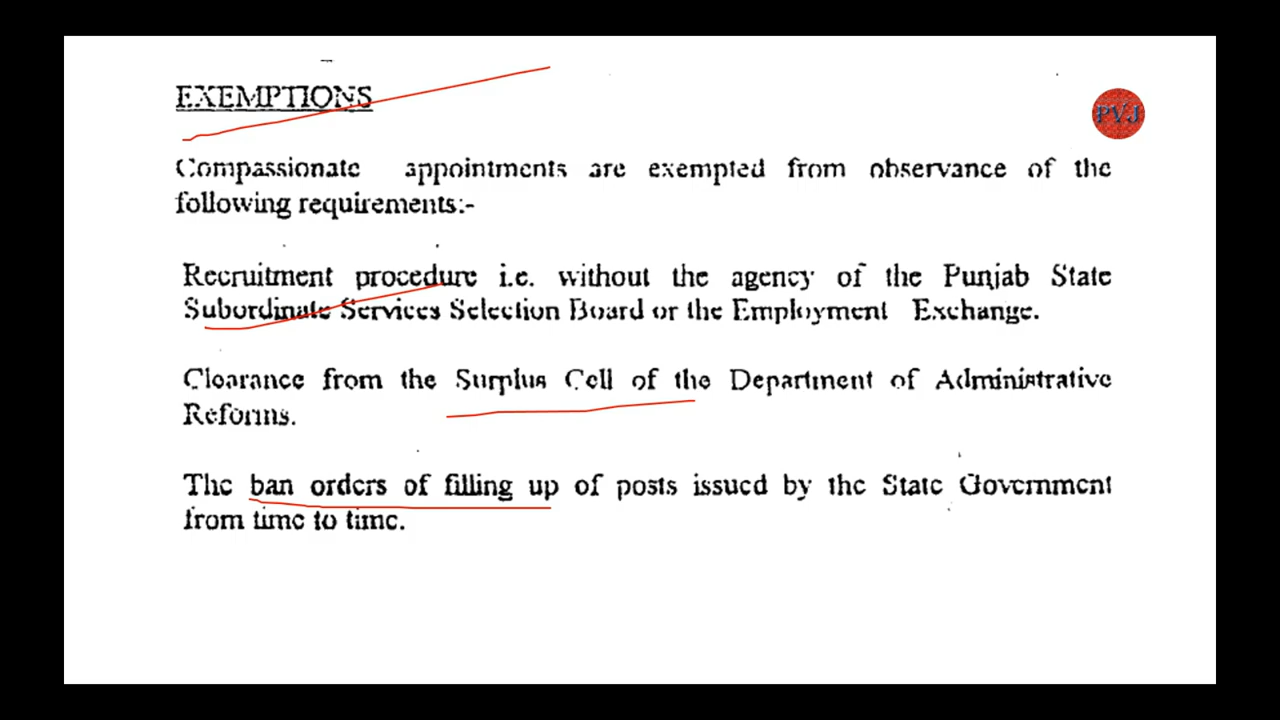 EXEMPTIONS
PVJ
Compassionate appointments are exempted from observance of the
following requirements:-
Recruitment procedure i.e. without the agency of the Punjab State
Subordinate Services Selection Board or the Employment Exchange.
Clearance from the Surplus Cell of the Department of Administrative
Reforms.
The ban orders of filling up of posts issued by the State Government
from time to time.